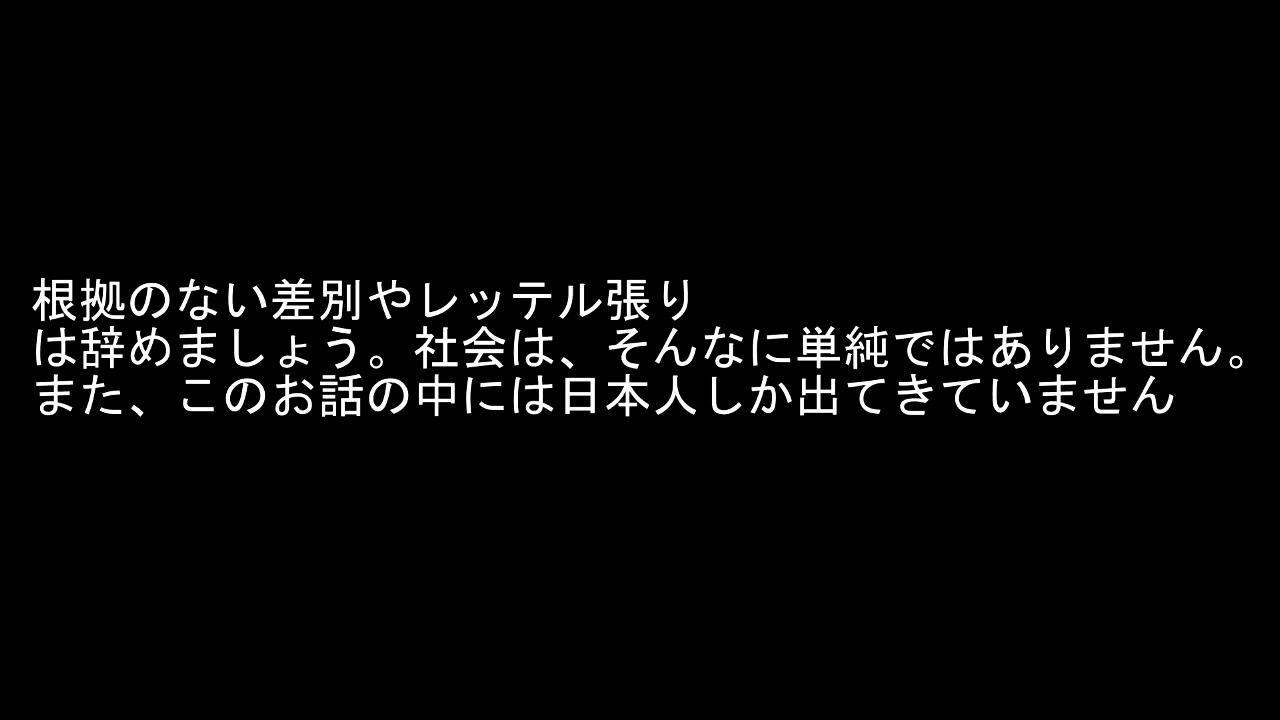 根拠のない差別やレッテル張り
は辞めましょう。社会は、そんなに単純ではありません。
また、このお話の中には日本人しか出てきていません